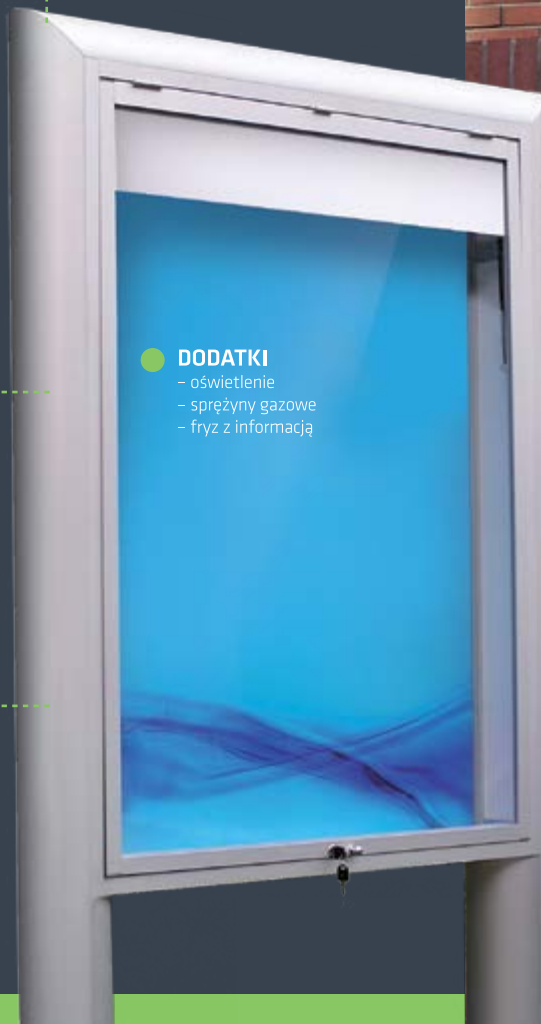 DODATKI
– oświetlenie
– sprężyny gazowe
– fryz z informacją